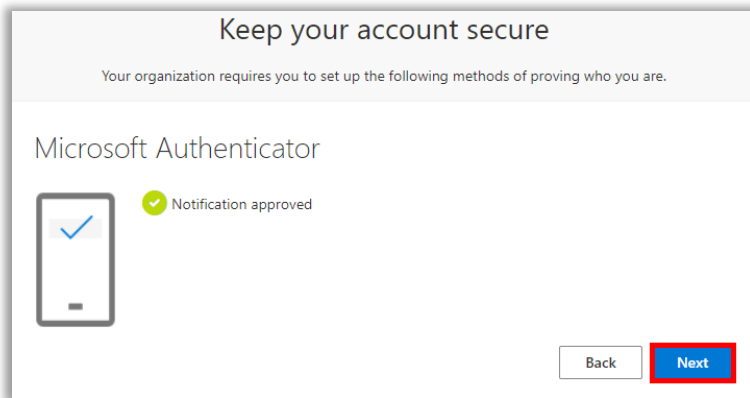 Keep your account secure
Your organization requires you to set up the following methods of proving who you are.
Microsoft Authenticator
Notification approved
Back
Next